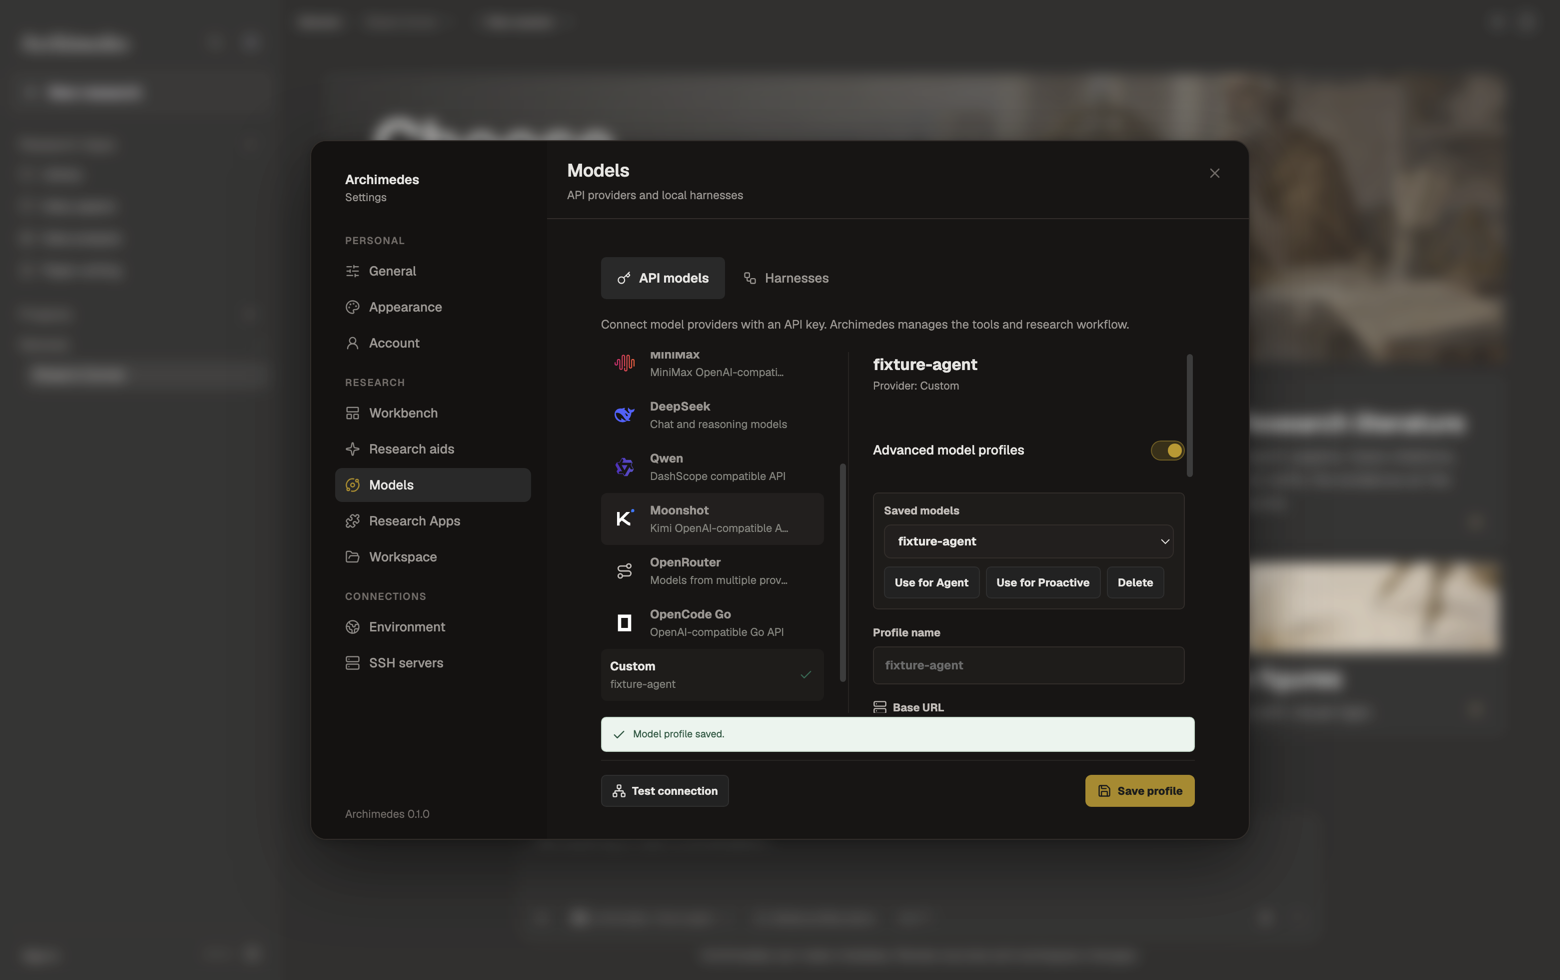 Archimedes
Settings
PERSONAL
General
Appearance
Account
RESEARCH
Workbench
Research aids
Models
Research Apps
Workspace
CONNECTIONS
Environment
SSH servers
Archimedes 0.1.0
Models
API providers and local harnesses
API models
Harnesses
Connect model providers with an API key. Archimedes manages the tools and research workflow.
MiniMax
MiniMax OpenAI-compati...
DeepSeek
Chat and reasoning models
Qwen
DashScope compatible API
Moonshot
Kimi OpenAI-compatible A...
OpenRouter
Models from multiple prov...
OpenCode Go
OpenAI-compatible Go API
Custom
fixture-agent
fixture-agent
Provider: Custom
Advanced model profiles
Saved models
fixture-agent
Use for Agent
Use for Proactive
Delete
Profile name
fixture-agent
Base URL
Model profile saved.
Test connection
Save profile